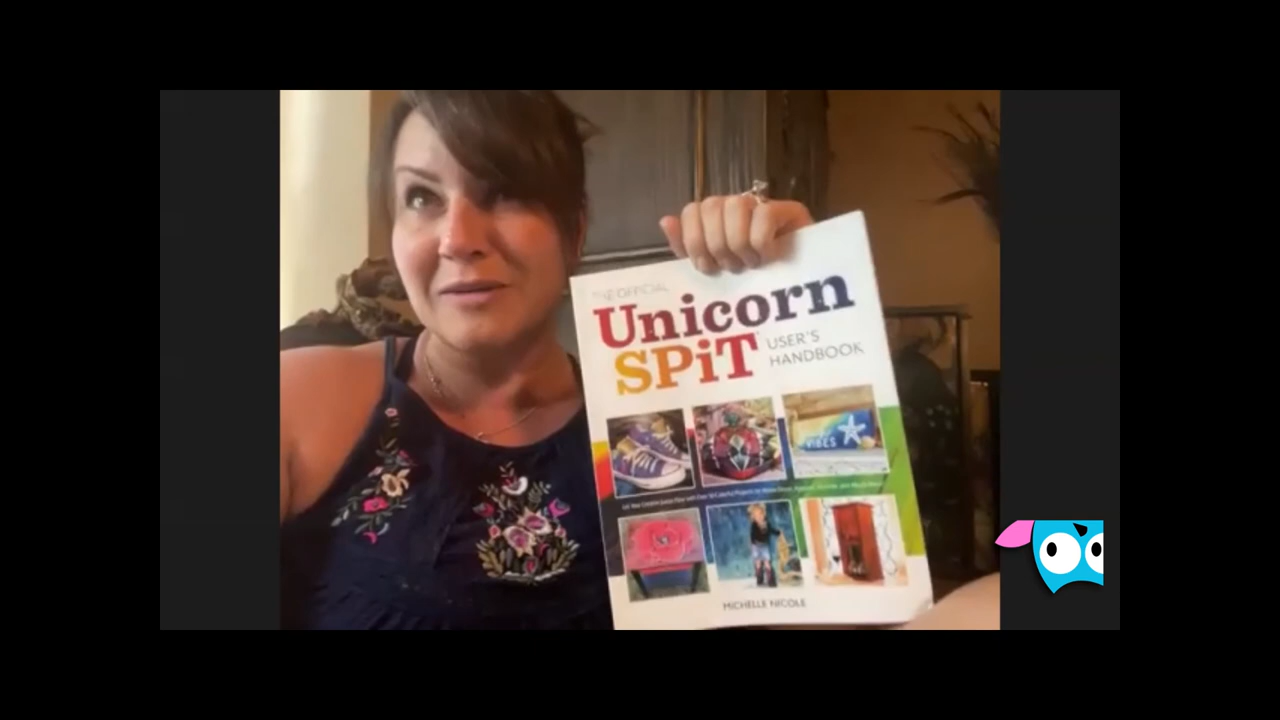 THE OFFICIAL
Unicorn
SPiT
USER'S
HANDBOOK
VIBES
MICHELLE NICOLE